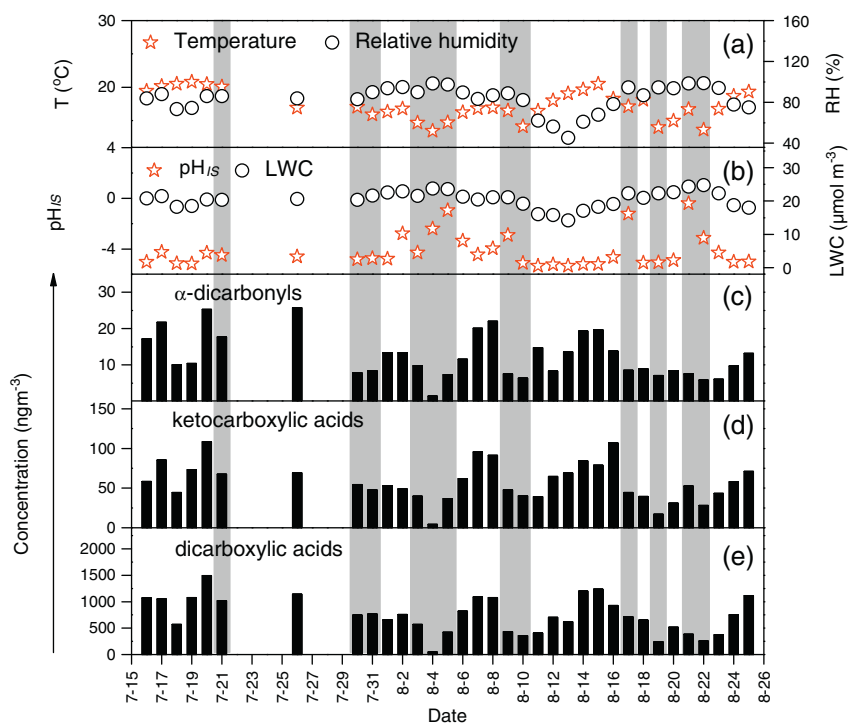 30
20
T (°C)
☆ Temperature ○ Relative humidity (a)
160
120
80
40
RH (%)
4
0
-4
pHIS
☆ pHIS ○ LWC (b)
30
20
10
0
LWC (μmol m-3)
30
20
10
α-dicarbonyls (c)
150
100
50
0
ketocarboxylic acids (d)
2000
1500
1000
500
0
dicarboxylic acids (e)
Concentration (ngm-3)
7-15 7-17 7-19 7-21 7-23 7-25 7-27 7-29 7-31 8-2 8-4 8-6 8-8 8-10 8-12 8-14 8-16 8-18 8-20 8-22 8-24 8-26
Date